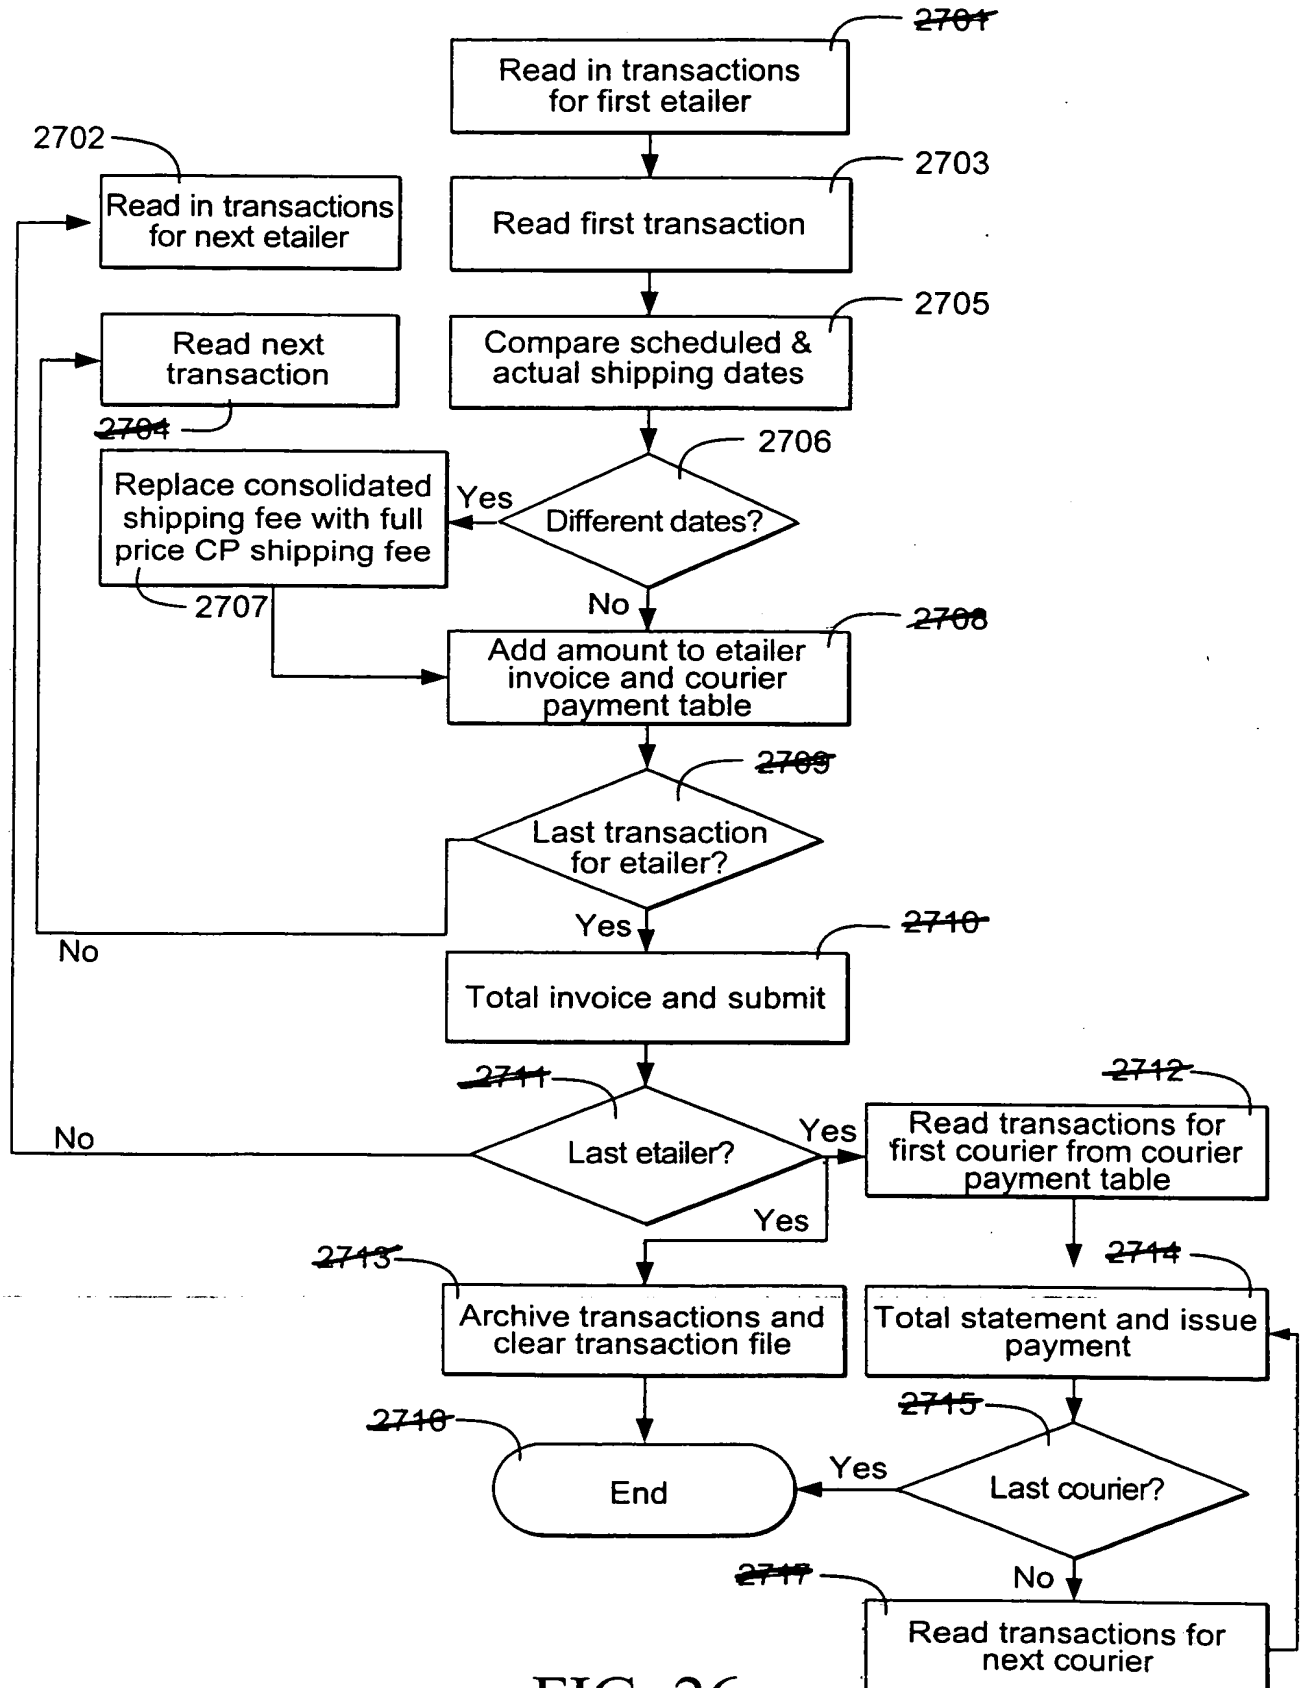 2701
Read in transactions
for first etailer
2702
Read in transactions
for next etailer
2703
Read first transaction
2705
Compare scheduled &
actual shipping dates
Read next
transaction
2704
2706
Different dates?
Yes
Replace consolidated
shipping fee with full
price CP shipping fee
2707
No
2708
Add amount to etailer
invoice and courier
payment table
2709
Last transaction
for etailer?
No
Yes
2710
Total invoice and submit
2711
Last etailer?
No
Yes
Yes
2712
Read transactions for
first courier from courier
payment table
2713
Archive transactions and
clear transaction file
2714
Total statement and issue
payment
2715
Last courier?
Yes
2716
End
No
2717
Read transactions for
next courier
FIG. 26